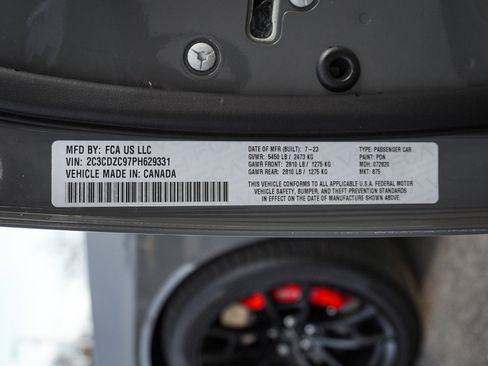 MFD BY: FCA US LLC
VIN: 2C3CDZC97PH629331
VEHICLE MADE IN: CANADA
DATE OF MFR (BUILT): 7-23
GVWR: 5450 LB / 2473 KG
GAWR FRONT: 2810 LB / 1275 KG
GAWR REAR: 2810 LB / 1275 KG
TYPE: PASSENGER CAR
PAINT: PDN
MDH: 072820
MKT: 875
THIS VEHICLE CONFORMS TO ALL APPLICABLE U.S.A. FEDERAL MOTOR
VEHICLE SAFETY, BUMPER, AND THEFT PREVENTION STANDARDS
IN EFFECT ON THE DATE OF MANUFACTURE SHOWN ABOVE.